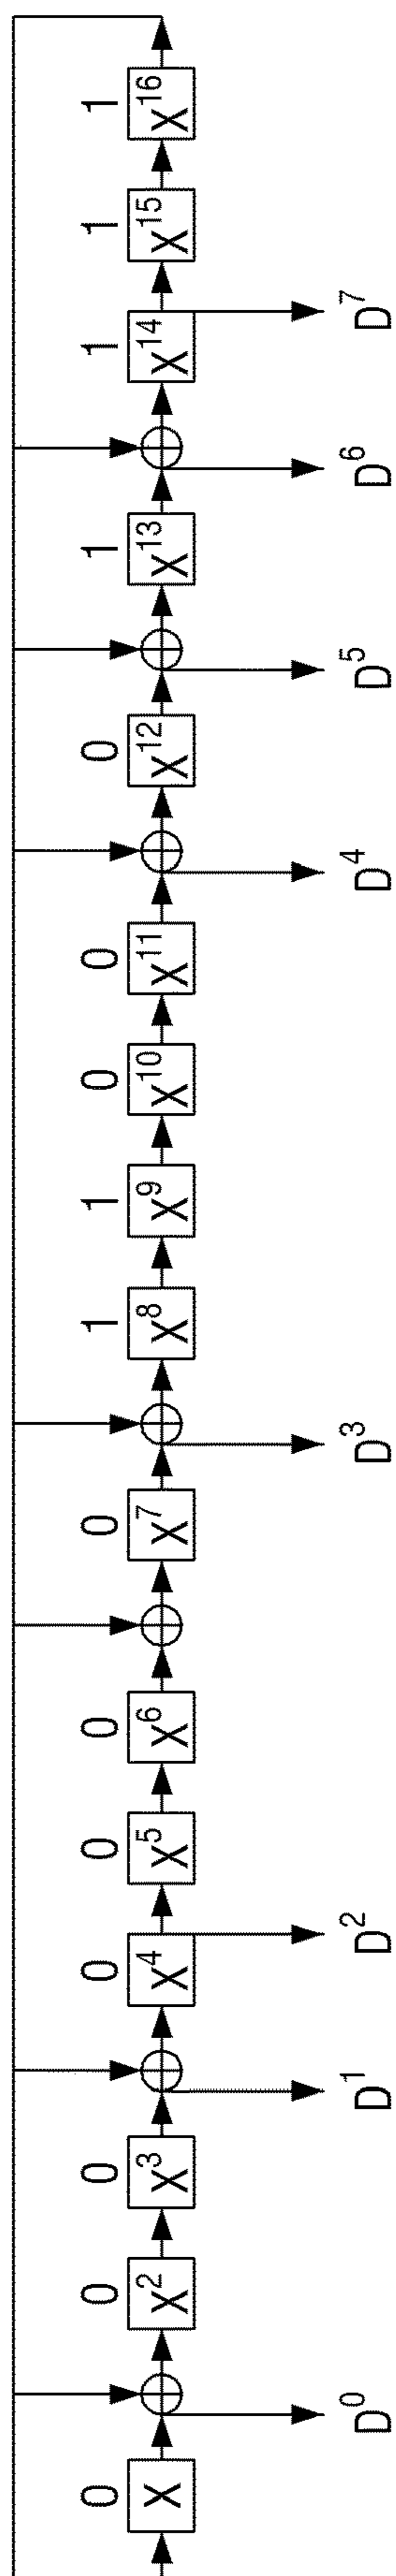 0 0 0 0 0 0 0 1 1 0 0 0 1 1 1 1
X X² X³ X⁴ X⁵ X⁶ X⁷ X⁸ X⁹ X¹⁰ X¹¹ X¹² X¹³ X¹⁴ X¹⁵ X¹⁶
D⁰ D¹ D² D³ D⁴ D⁵ D⁶ D⁷